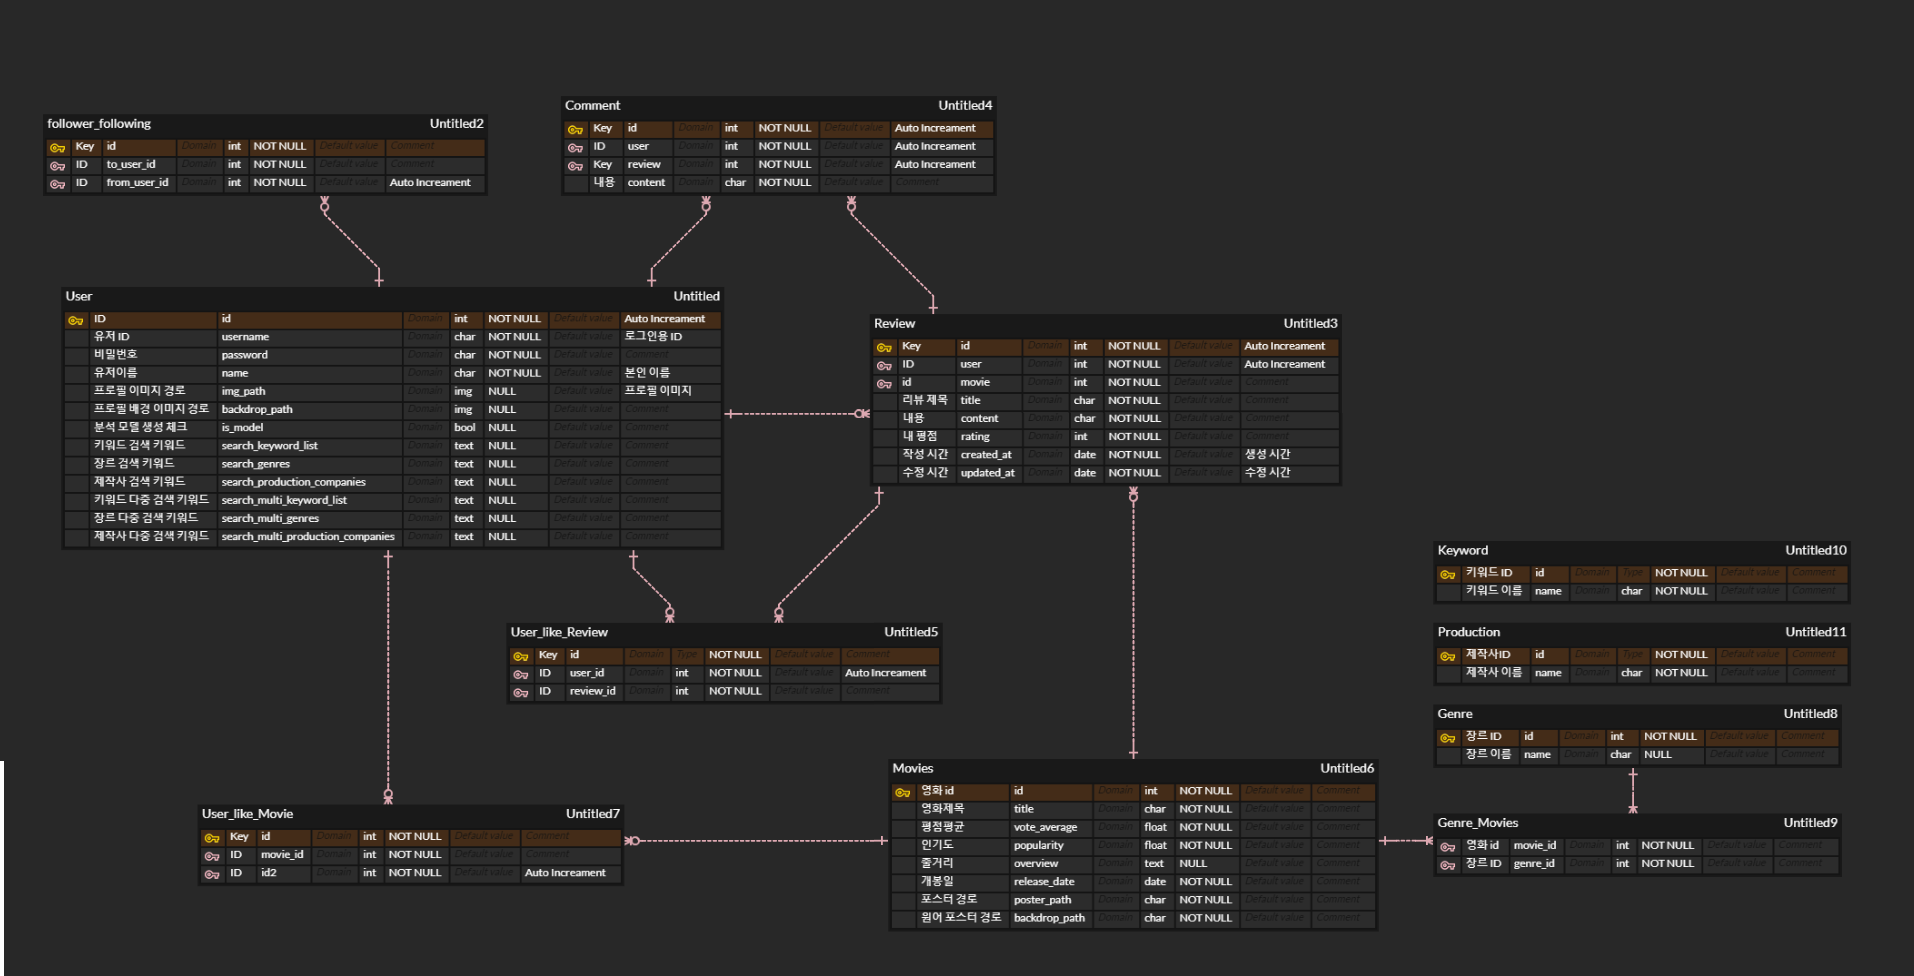 follower_following Untitled2
Key id Domain int NOT NULL Default value Comment
ID to_user_id Domain int NOT NULL Default value Comment
ID from_user_id Domain int NOT NULL Default value Auto Increament
Comment Untitled4
Key id Domain int NOT NULL Default value Auto Increament
ID user Domain int NOT NULL Default value Auto Increament
Key review Domain int NOT NULL Default value Auto Increament
내용 content Domain char NOT NULL Default value Comment
User Untitled
ID id Domain int NOT NULL Default value Auto Increament
유저 ID username Domain char NOT NULL Default value 로그인용 ID
비밀번호 password Domain char NOT NULL Default value Comment
유저이름 name Domain char NOT NULL Default value 본인 이름
프로필 이미지 경로 img_path Domain img NULL Default value 프로필 이미지
프로필 배경 이미지 경로 backdrop_path Domain img NULL Default value Comment
분석 모델 생성 체크 is_model Domain bool NULL Default value Comment
키워드 검색 키워드 search_keyword_list Domain text NULL Default value Comment
장르 검색 키워드 search_genres Domain text NULL Default value Comment
제작사 검색 키워드 search_production_companies Domain text NULL Default value Comment
키워드 다중 검색 키워드 search_multi_keyword_list Domain text NULL Default value Comment
장르 다중 검색 키워드 search_multi_genres Domain text NULL Default value Comment
제작사 다중 검색 키워드 search_multi_production_companies Domain text NULL Default value Comment
Review Untitled3
Key id Domain int NOT NULL Default value Auto Increament
ID user Domain int NOT NULL Default value Auto Increament
id movie Domain int NOT NULL Default value Comment
리뷰 제목 title Domain char NOT NULL Default value Comment
내용 content Domain char NOT NULL Default value Comment
내 평점 rating Domain int NOT NULL Default value Comment
작성 시간 created_at Domain date NOT NULL Default value 생성 시간
수정 시간 updated_at Domain date NOT NULL Default value 수정 시간
Keyword Untitled10
키워드 ID id Domain Type NOT NULL Default value Comment
키워드 이름 name Domain char NOT NULL Default value Comment
Production Untitled11
제작사ID id Domain Type NOT NULL Default value Comment
제작사 이름 name Domain char NOT NULL Default value Comment
User_like_Review Untitled5
Key id Domain Type NOT NULL Default value Comment
ID user_id Domain int NOT NULL Default value Auto Increament
ID review_id Domain int NOT NULL Default value Comment
Genre Untitled8
장르 ID id Domain int NOT NULL Default value Comment
장르 이름 name Domain char NULL Default value Comment
User_like_Movie Untitled7
Key id Domain int NOT NULL Default value Comment
ID movie_id Domain int NOT NULL Default value Comment
ID id2 Domain int NOT NULL Default value Auto Increament
Movies Untitled6
영화 id id Domain int NOT NULL Default value Comment
영화제목 title Domain char NOT NULL Default value Comment
평점평균 vote_average Domain float NOT NULL Default value Comment
인기도 popularity Domain float NOT NULL Default value Comment
줄거리 overview Domain text NULL Default value Comment
개봉일 release_date Domain date NOT NULL Default value Comment
포스터 경로 poster_path Domain char NOT NULL Default value Comment
원어 포스터 경로 backdrop_path Domain char NOT NULL Default value Comment
Genre_Movies Untitled9
영화 id movie_id Domain int NOT NULL Default value Comment
장르 ID genre_id Domain int NOT NULL Default value Comment